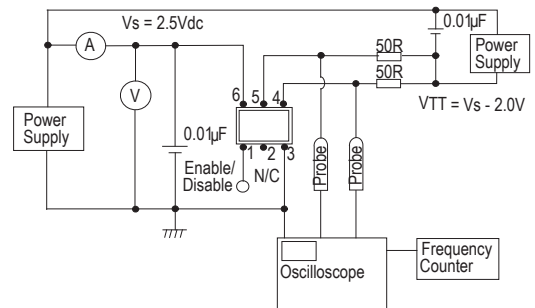 Vs = 2.5Vdc
0.01µF
50R
Power
Supply
A
50R
VTT = Vs - 2.0V
V
6 5 4
Power
Supply
0.01µF
1 2 3
Enable/
Disable
N/C
Probe
Probe
Oscilloscope
Frequency
Counter